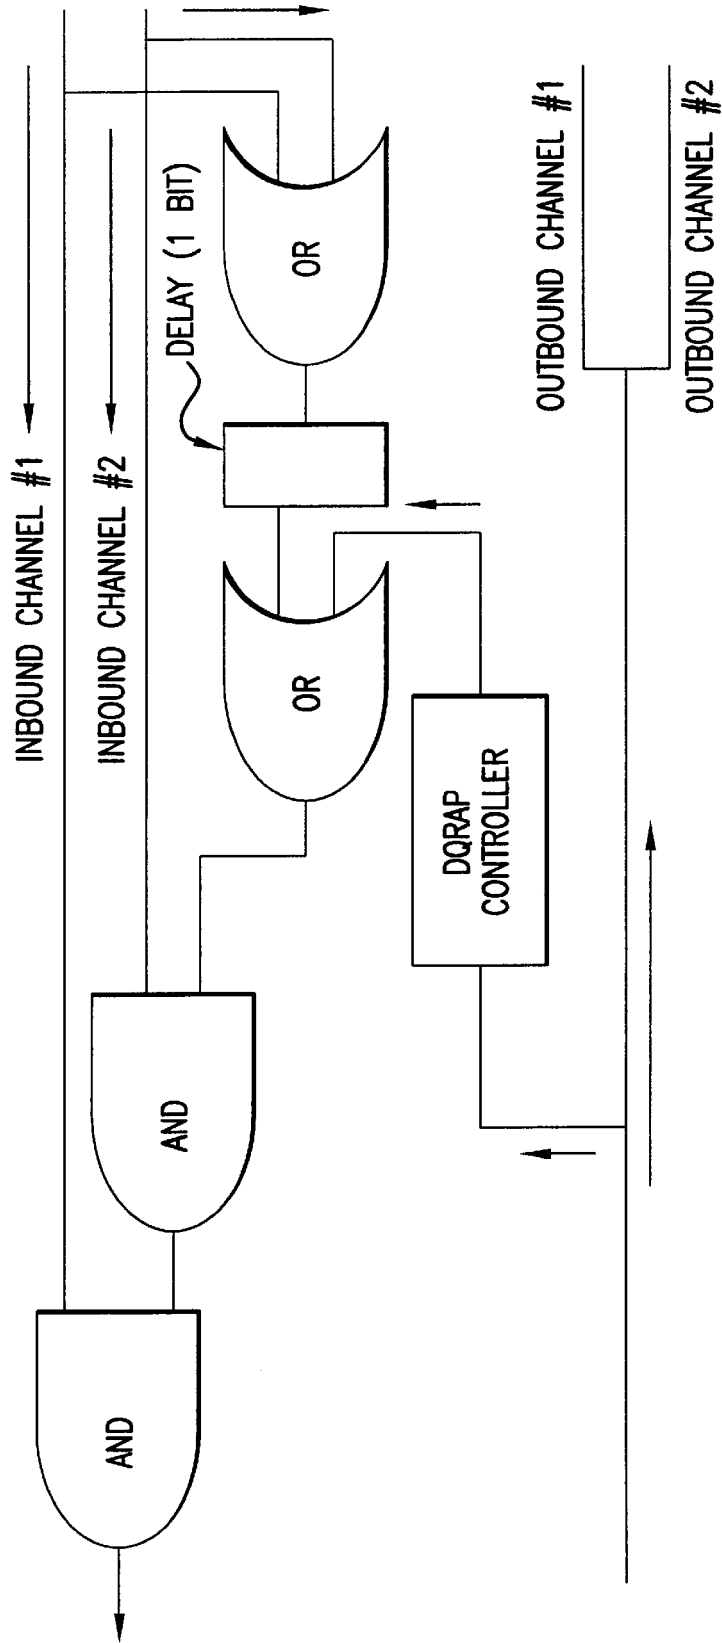 INBOUND CHANNEL #1
INBOUND CHANNEL #2
DELAY (1 BIT)
OR
OR
AND
AND
DQRAP
CONTROLLER
OUTBOUND CHANNEL #1
OUTBOUND CHANNEL #2